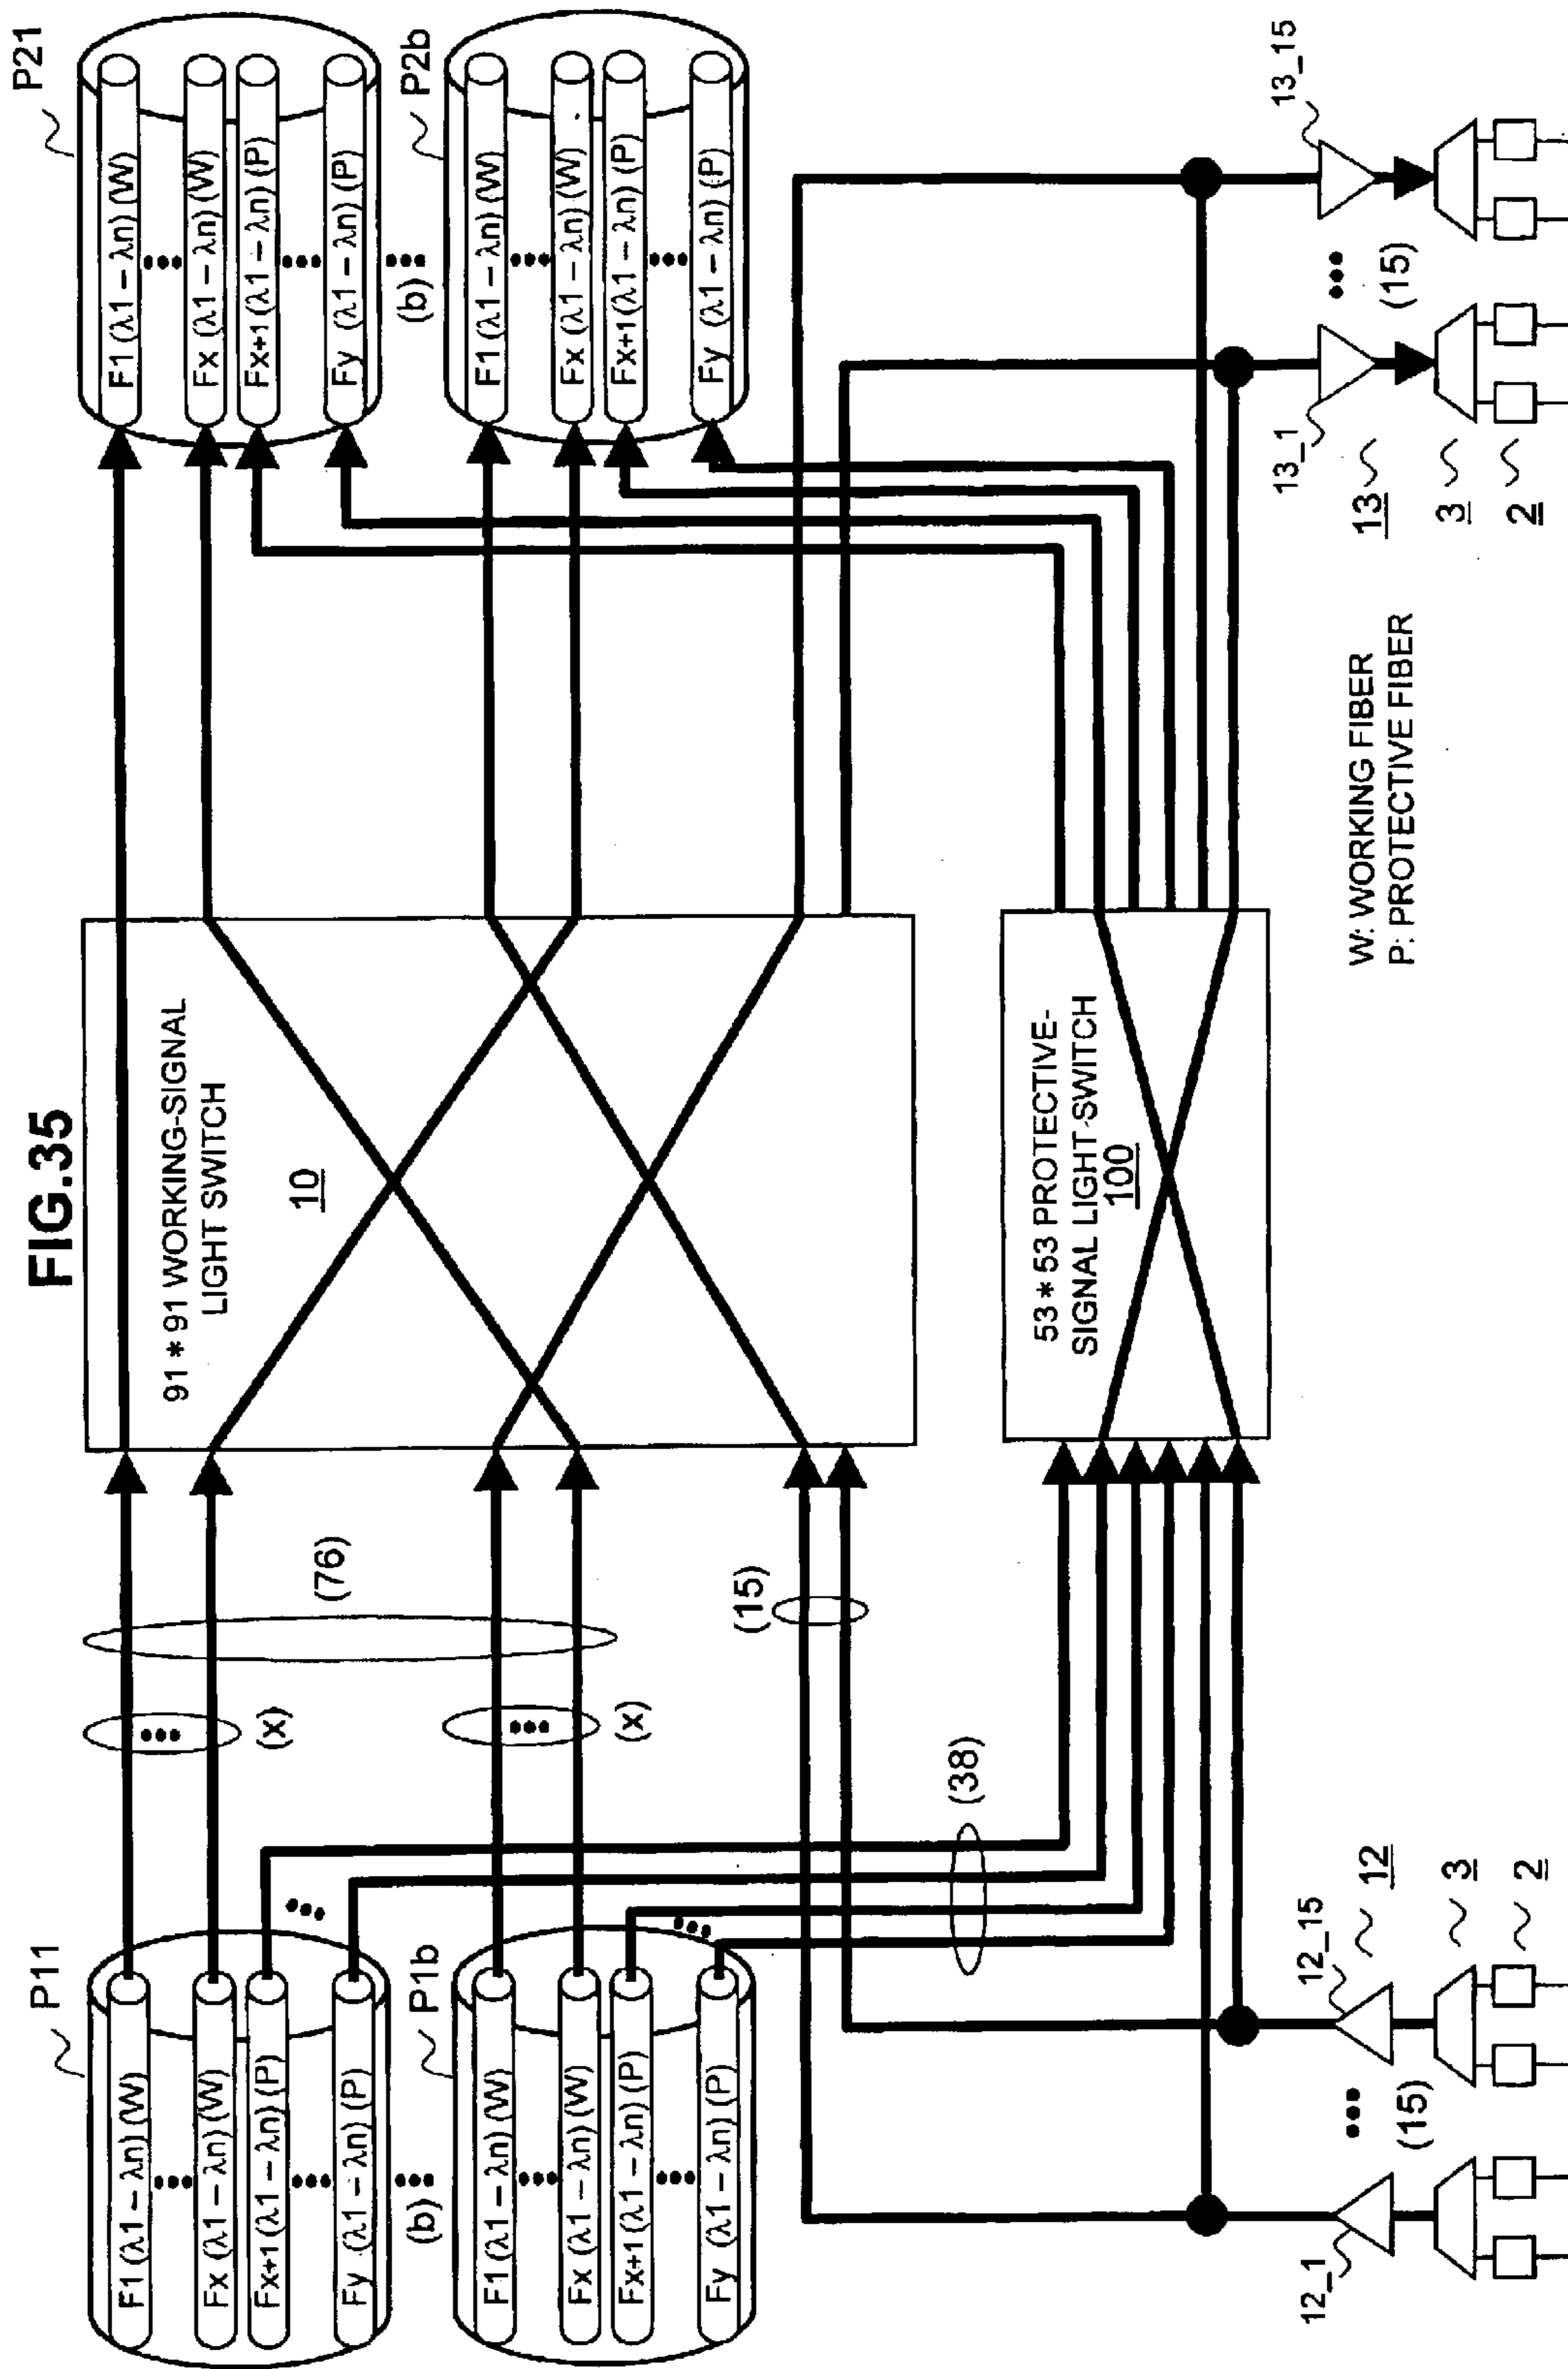 FIG.35
P11
F1 (λ1 – λn) (W)
Fx (λ1 – λn) (W)
Fx+1 (λ1 – λn) (P)
Fy (λ1 – λn) (P)
(b)
P1b
F1 (λ1 – λn) (W)
Fx (λ1 – λn) (W)
Fx+1 (λ1 – λn) (P)
Fy (λ1 – λn) (P)
(x)
(76)
(x)
(15)
(38)
91 * 91 WORKING-SIGNAL
LIGHT SWITCH
10
53 * 53 PROTECTIVE-
SIGNAL LIGHT-SWITCH
100
P21
F1 (λ1 – λn) (W)
Fx (λ1 – λn) (W)
Fx+1 (λ1 – λn) (P)
Fy (λ1 – λn) (P)
(b)
P2b
F1 (λ1 – λn) (W)
Fx (λ1 – λn) (W)
Fx+1 (λ1 – λn) (P)
Fy (λ1 – λn) (P)
12_1
(15)
12_15
12
3
2
W: WORKING FIBER
P: PROTECTIVE FIBER
13_1
13
3
2
(15)
13_15